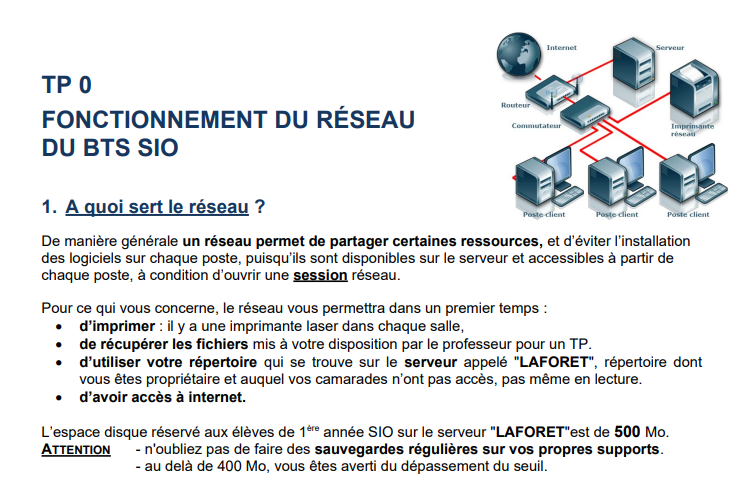 Internet
Serveur
Routeur
Commutateur
Imprimante
réseau
Poste client
Poste client
Poste client
TP 0
FONCTIONNEMENT DU RÉSEAU
DU BTS SIO
1. A quoi sert le réseau ?
De manière générale un réseau permet de partager certaines ressources, et d’éviter l’installation
des logiciels sur chaque poste, puisqu’ils sont disponibles sur le serveur et accessibles à partir de
chaque poste, à condition d’ouvrir une session réseau.
Pour ce qui vous concerne, le réseau vous permettra dans un premier temps :
• d’imprimer : il y a une imprimante laser dans chaque salle,
• de récupérer les fichiers mis à votre disposition par le professeur pour un TP.
• d’utiliser votre répertoire qui se trouve sur le serveur appelé "LAFORET", répertoire dont
vous êtes propriétaire et auquel vos camarades n’ont pas accès, pas même en lecture.
• d’avoir accès à internet.
L’espace disque réservé aux élèves de 1ère année SIO sur le serveur "LAFORET"est de 500 Mo.
ATTENTION - n'oubliez pas de faire des sauvegardes régulières sur vos propres supports.
- au delà de 400 Mo, vous êtes averti du dépassement du seuil.